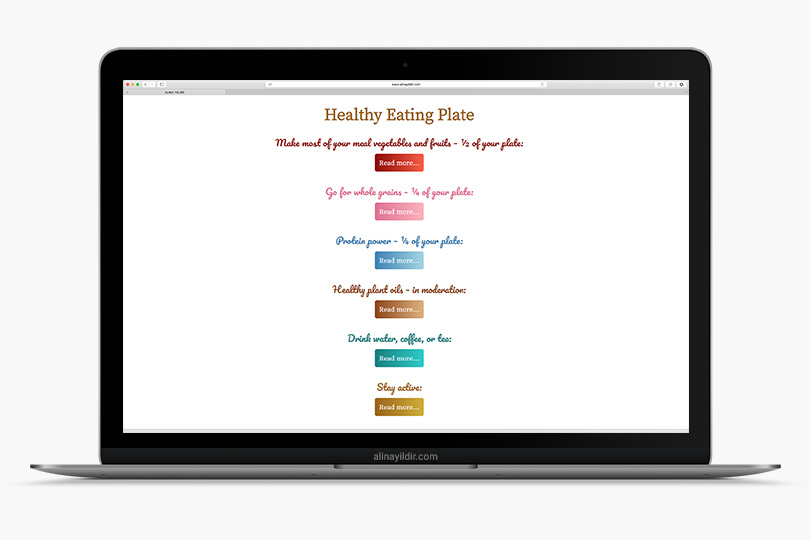 www.alinayildir.com
Healthy Eating Plate
Make most of your meal vegetables and fruits – ½ of your plate:
Read more...
Go for whole grains – ¼ of your plate:
Read more...
Protein power – ¼ of your plate:
Read more...
Healthy plant oils – in moderation:
Read more...
Drink water, coffee, or tea:
Read more...
Stay active:
Read more...
alinayildir.com